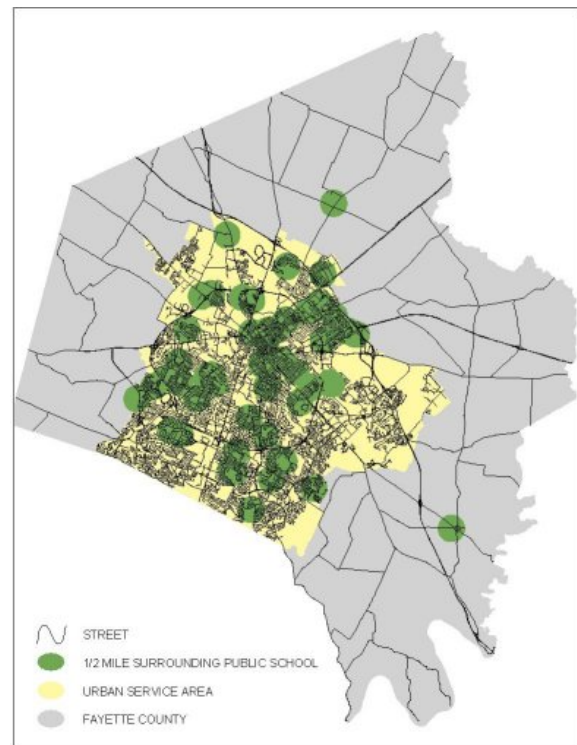 STREET
1/2 MILE SURROUNDING PUBLIC SCHOOL
URBAN SERVICE AREA
FAYETTE COUNTY